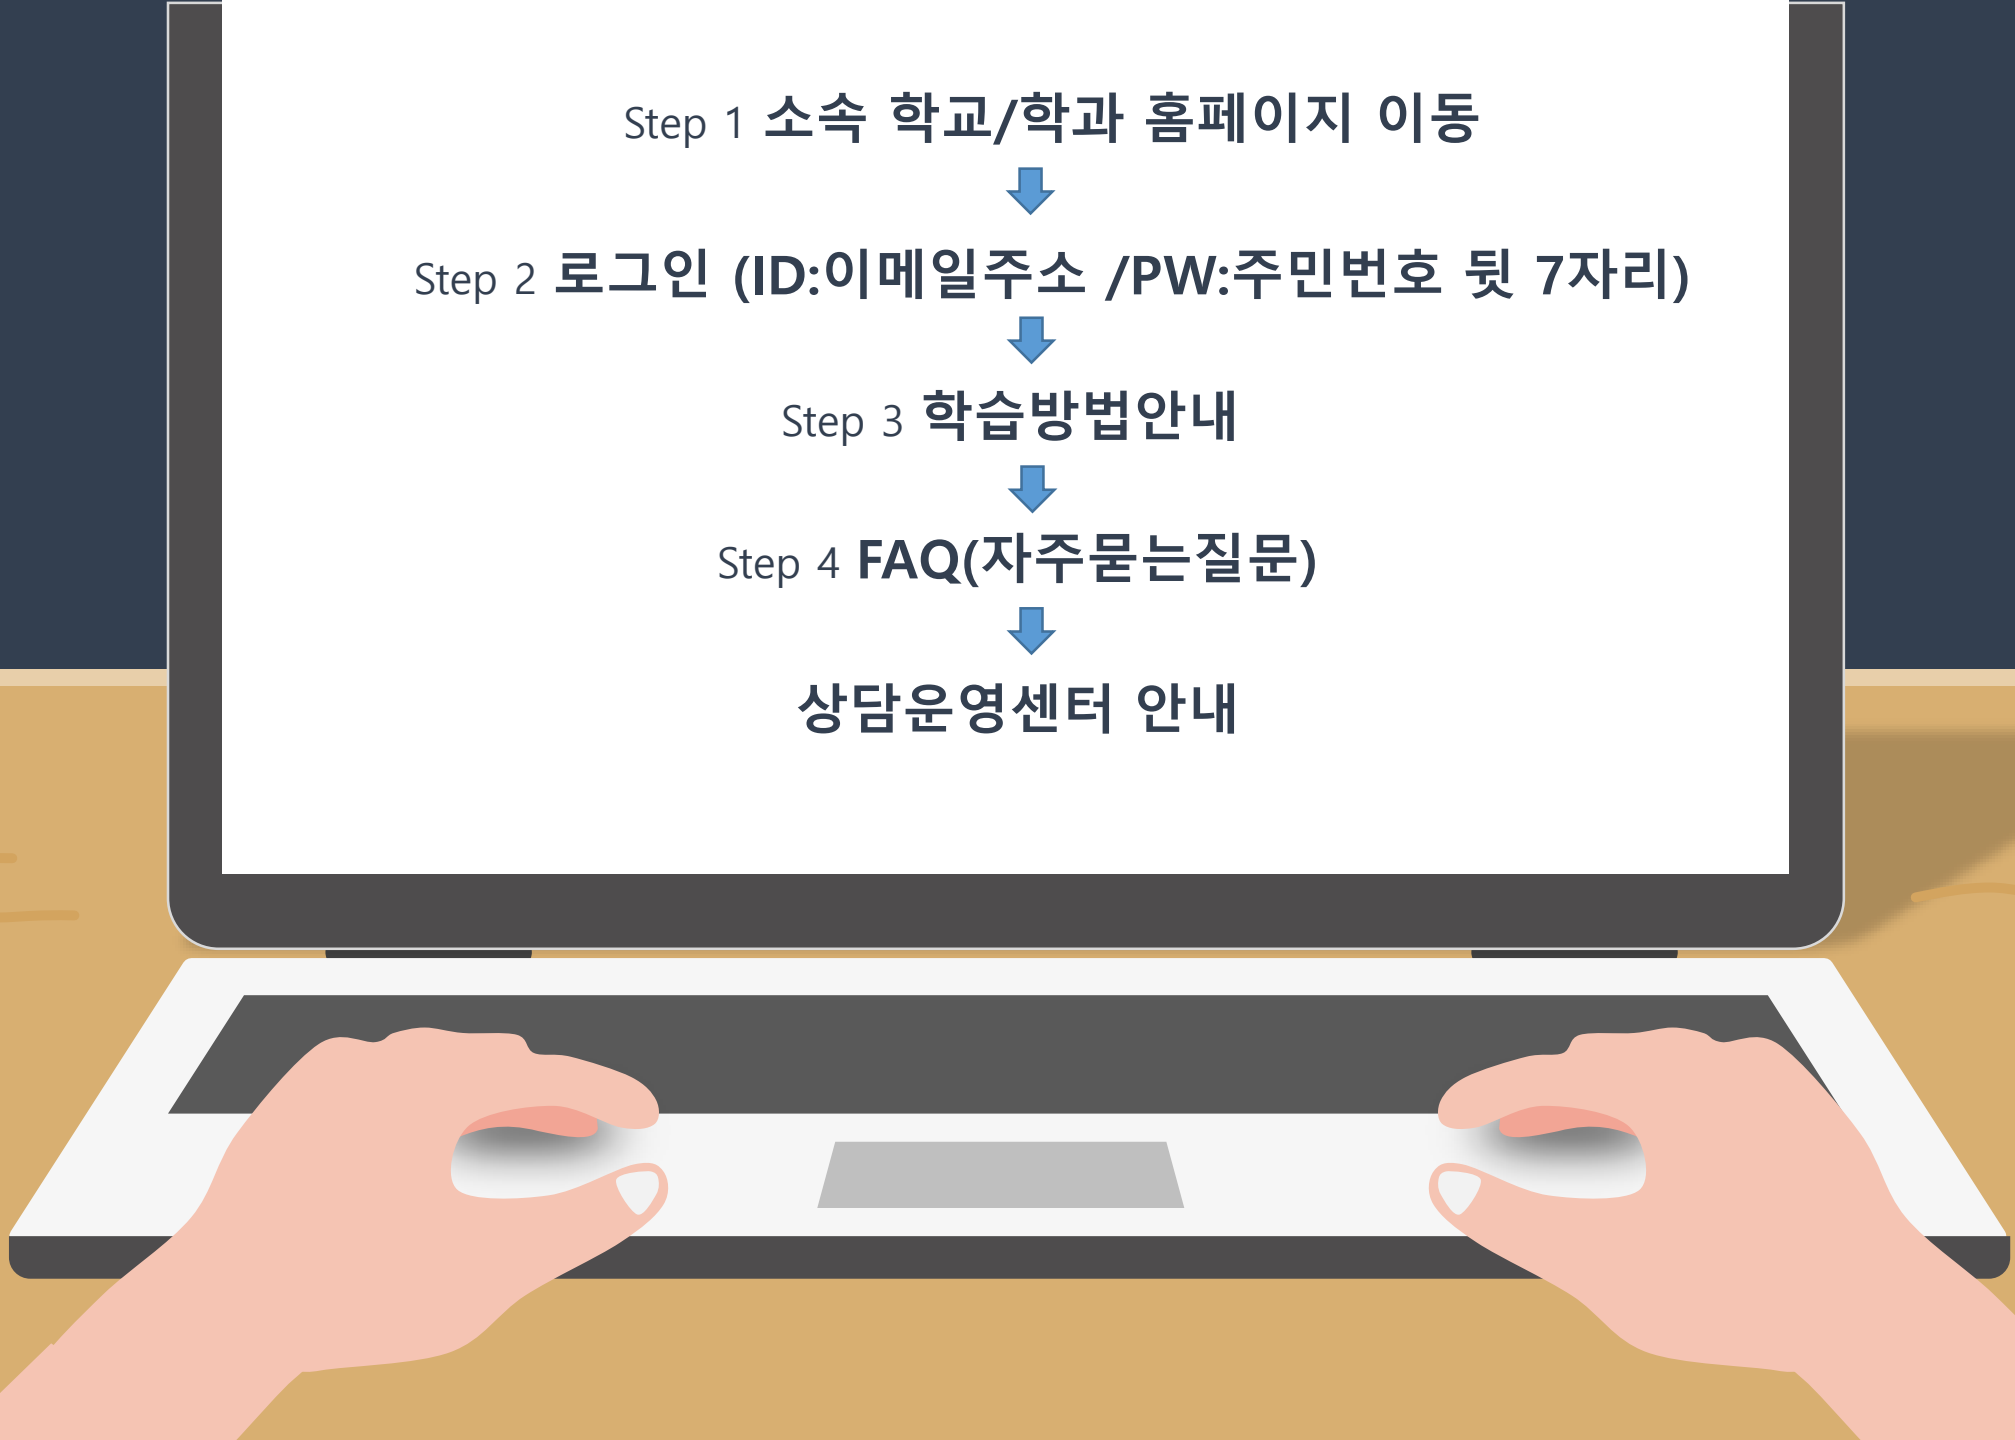 Step 1 소속 학교/학과 홈페이지 이동
Step 2 로그인 (ID:이메일주소 /PW:주민번호 뒷 7자리)
Step 3 학습방법안내
Step 4 FAQ(자주묻는질문)
상담운영센터 안내